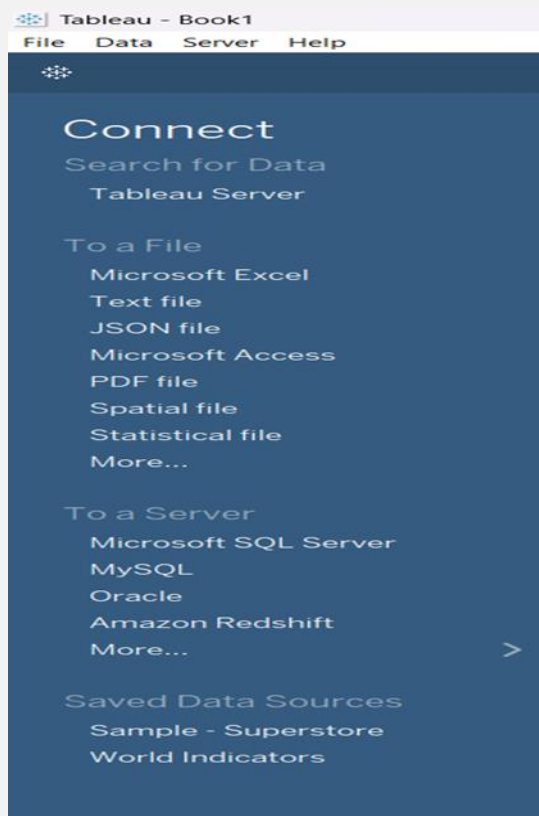 Tableau - Book1
File Data Server Help
Connect
Search for Data
Tableau Server
To a File
Microsoft Excel
Text file
JSON file
Microsoft Access
PDF file
Spatial file
Statistical file
More...
To a Server
Microsoft SQL Server
MySQL
Oracle
Amazon Redshift
More... >
Saved Data Sources
Sample - Superstore
World Indicators